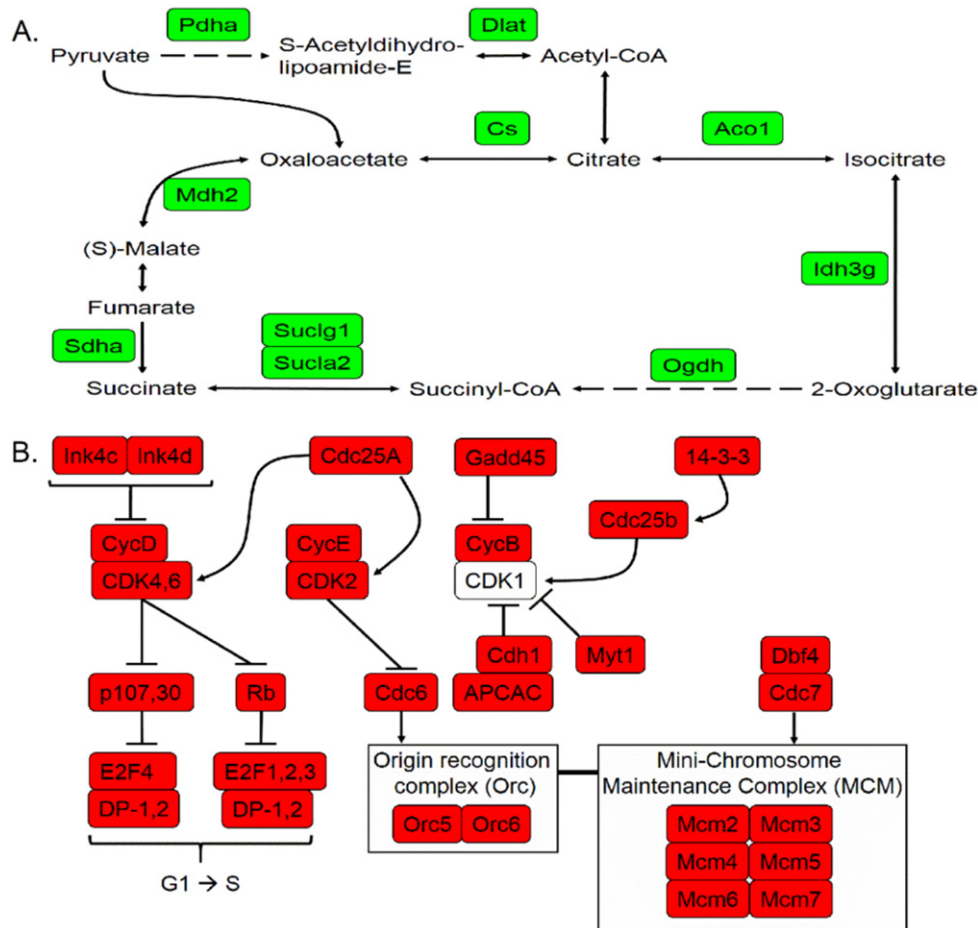 A.
Pdha
Dlat
Pyruvate
S-Acetyldihydro-
lipoamide-E
Acetyl-CoA
Cs
Aco1
Oxaloacetate
Citrate
Isocitrate
Mdh2
(S)-Malate
Idh3g
Fumarate
Sdha
Suclg1
Sucla2
Ogdh
Succinate
Succinyl-CoA
2-Oxoglutarate
B.
Ink4c
Ink4d
Cdc25A
Gadd45
14-3-3
Cdc25b
CycD
CycE
CycB
CDK4,6
CDK2
CDK1
Cdh1
Myt1
Dbf4
p107,30
Rb
Cdc6
APCAC
Cdc7
E2F4
DP-1,2
E2F1,2,3
DP-1,2
Origin recognition
complex (Orc)
Orc5
Orc6
Mini-Chromosome
Maintenance Complex (MCM)
Mcm2
Mcm3
Mcm4
Mcm5
Mcm6
Mcm7
G1 → S